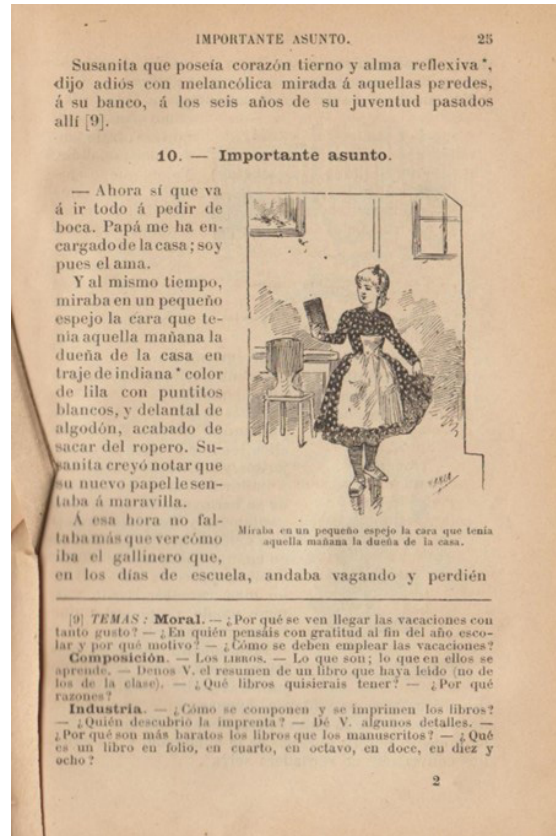 IMPORTANTE ASUNTO. 25
Susanita que poseía corazón tierno y alma reflexiva *,
dijo adiós con melancólica mirada á aquellas paredes,
á su banco, á los seis años de su juventud pasados
allí [9].
10. — Importante asunto.
— Ahora sí que va
á ir todo á pedir de
boca. Papá me ha en-
cargado de la casa; soy
pues el ama.
Y al mismo tiempo,
miraba en un pequeño
espejo la cara que te-
nía aquella mañana la
dueña de la casa en
traje de indiana * color
de lila con puntitos
blancos, y delantal de
algodón, acabado de
sacar del ropero. Su-
sanita creyó notar que
su nuevo papel le sen-
taba á maravilla.
Á esa hora no fal-
taba más que ver cómo
iba el gallinero que,
en los días de escuela, andaba vagando y perdién
Miraba en un pequeño espejo la cara que tenía
aquella mañana la dueña de la casa.
[9] TEMAS : Moral. — ¿Por qué se ven llegar las vacaciones con
tanto gusto? — ¿En quién pensáis con gratitud al fin del año esco-
lar y por qué motivo? — ¿Cómo se deben emplear las vacaciones?
Composición. — Los LIBROS. — Lo que son; lo que en ellos se
aprende. — Denos V. el resumen de un libro que haya leído (no de
los de la clase). — ¿Qué libros quisierais tener? — ¿Por qué
razones?
Industria. — ¿Cómo se componen y se imprimen los libros?
— ¿Quién descubrió la imprenta? — Dé V. algunos detalles. —
¿Por qué son más baratos los libros que los manuscritos? — ¿Qué
es un libro en folio, en cuarto, en octavo, en doce, en diez y
ocho?
2